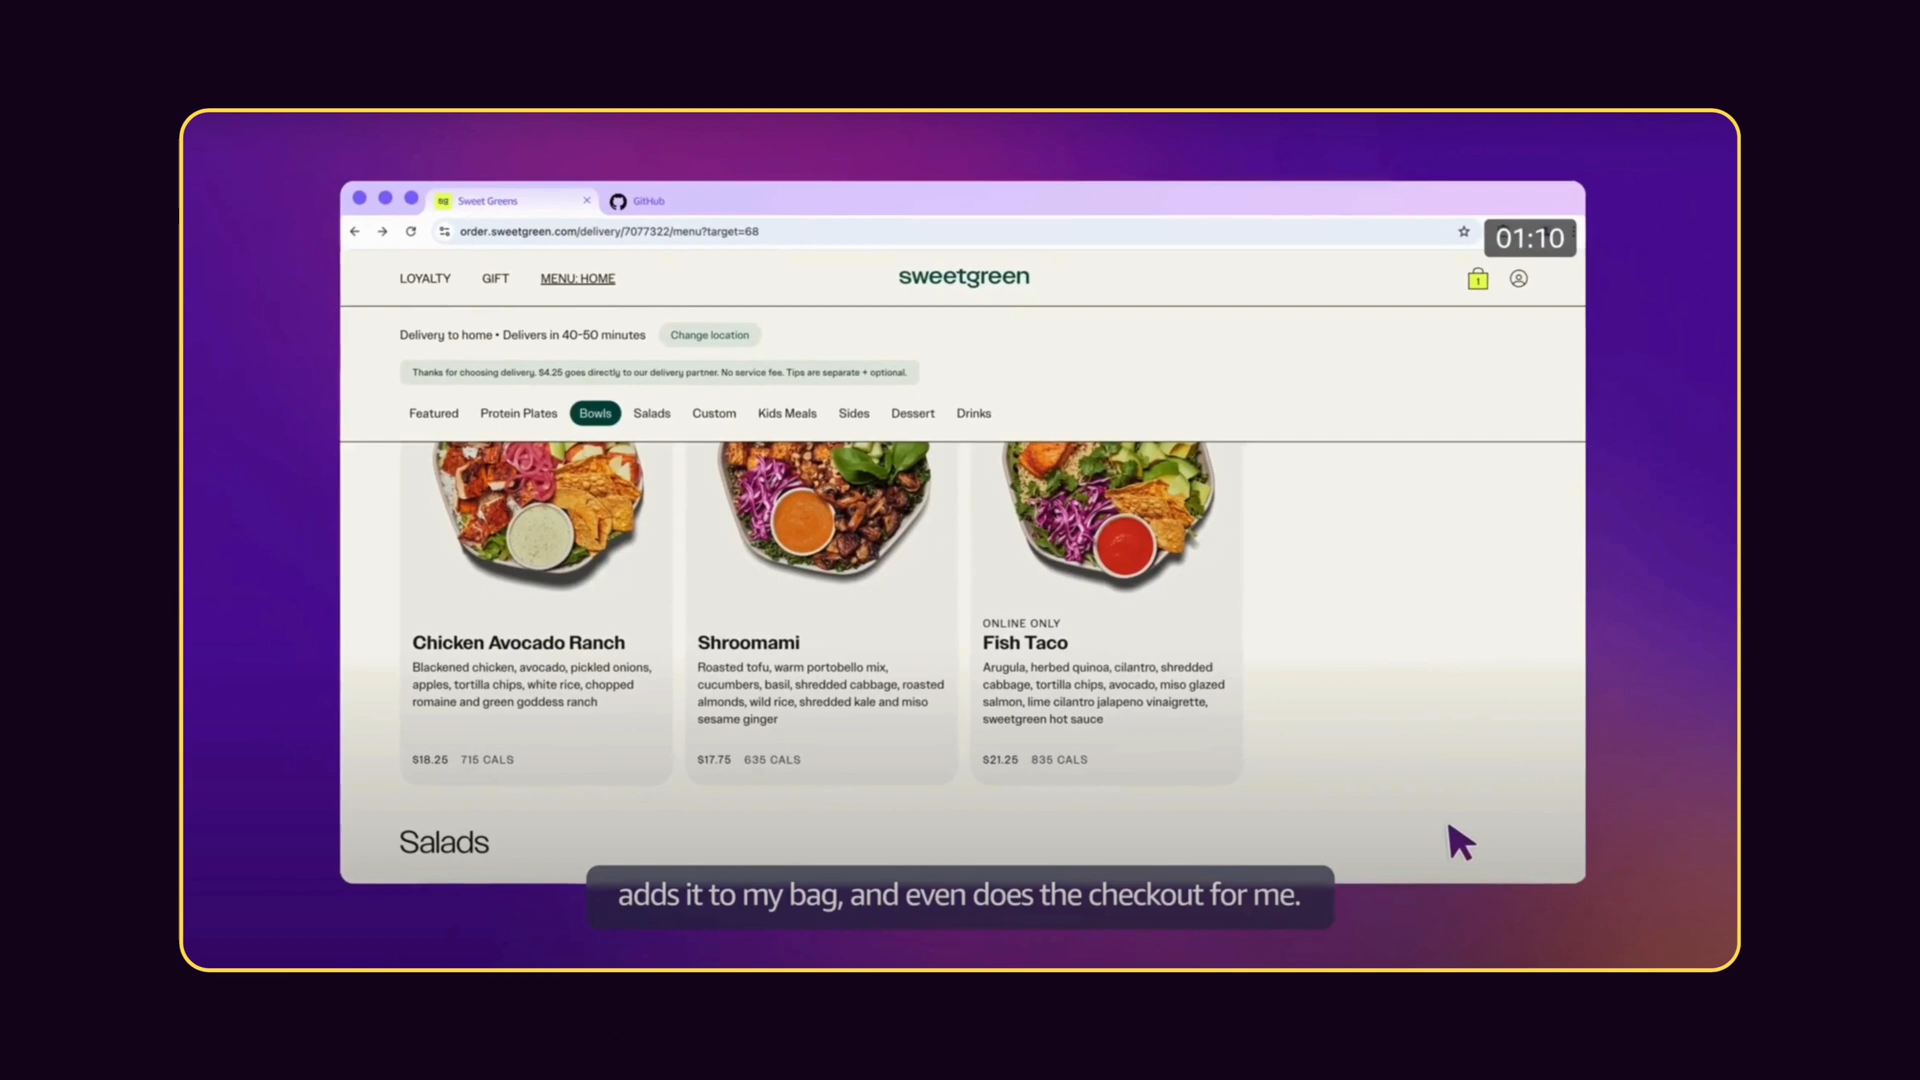 sg Sweet Greens
GitHub
order.sweetgreen.com/delivery/7077322/menu?target=68
01:10
LOYALTY GIFT MENU: HOME
sweetgreen
1
Delivery to home • Delivers in 40-50 minutes
Change location
Thanks for choosing delivery. $4.25 goes directly to our delivery partner. No service fee. Tips are separate + optional.
Featured Protein Plates Bowls Salads Custom Kids Meals Sides Dessert Drinks
Chicken Avocado Ranch
Blackened chicken, avocado, pickled onions,
apples, tortilla chips, white rice, chopped
romaine and green goddess ranch
$18.25 715 CALS
Shroomami
Roasted tofu, warm portobello mix,
cucumbers, basil, shredded cabbage, roasted
almonds, wild rice, shredded kale and miso
sesame ginger
$17.75 635 CALS
ONLINE ONLY
Fish Taco
Arugula, herbed quinoa, cilantro, shredded
cabbage, tortilla chips, avocado, miso glazed
salmon, lime cilantro jalapeno vinaigrette,
sweetgreen hot sauce
$21.25 835 CALS
Salads
adds it to my bag, and even does the checkout for me.